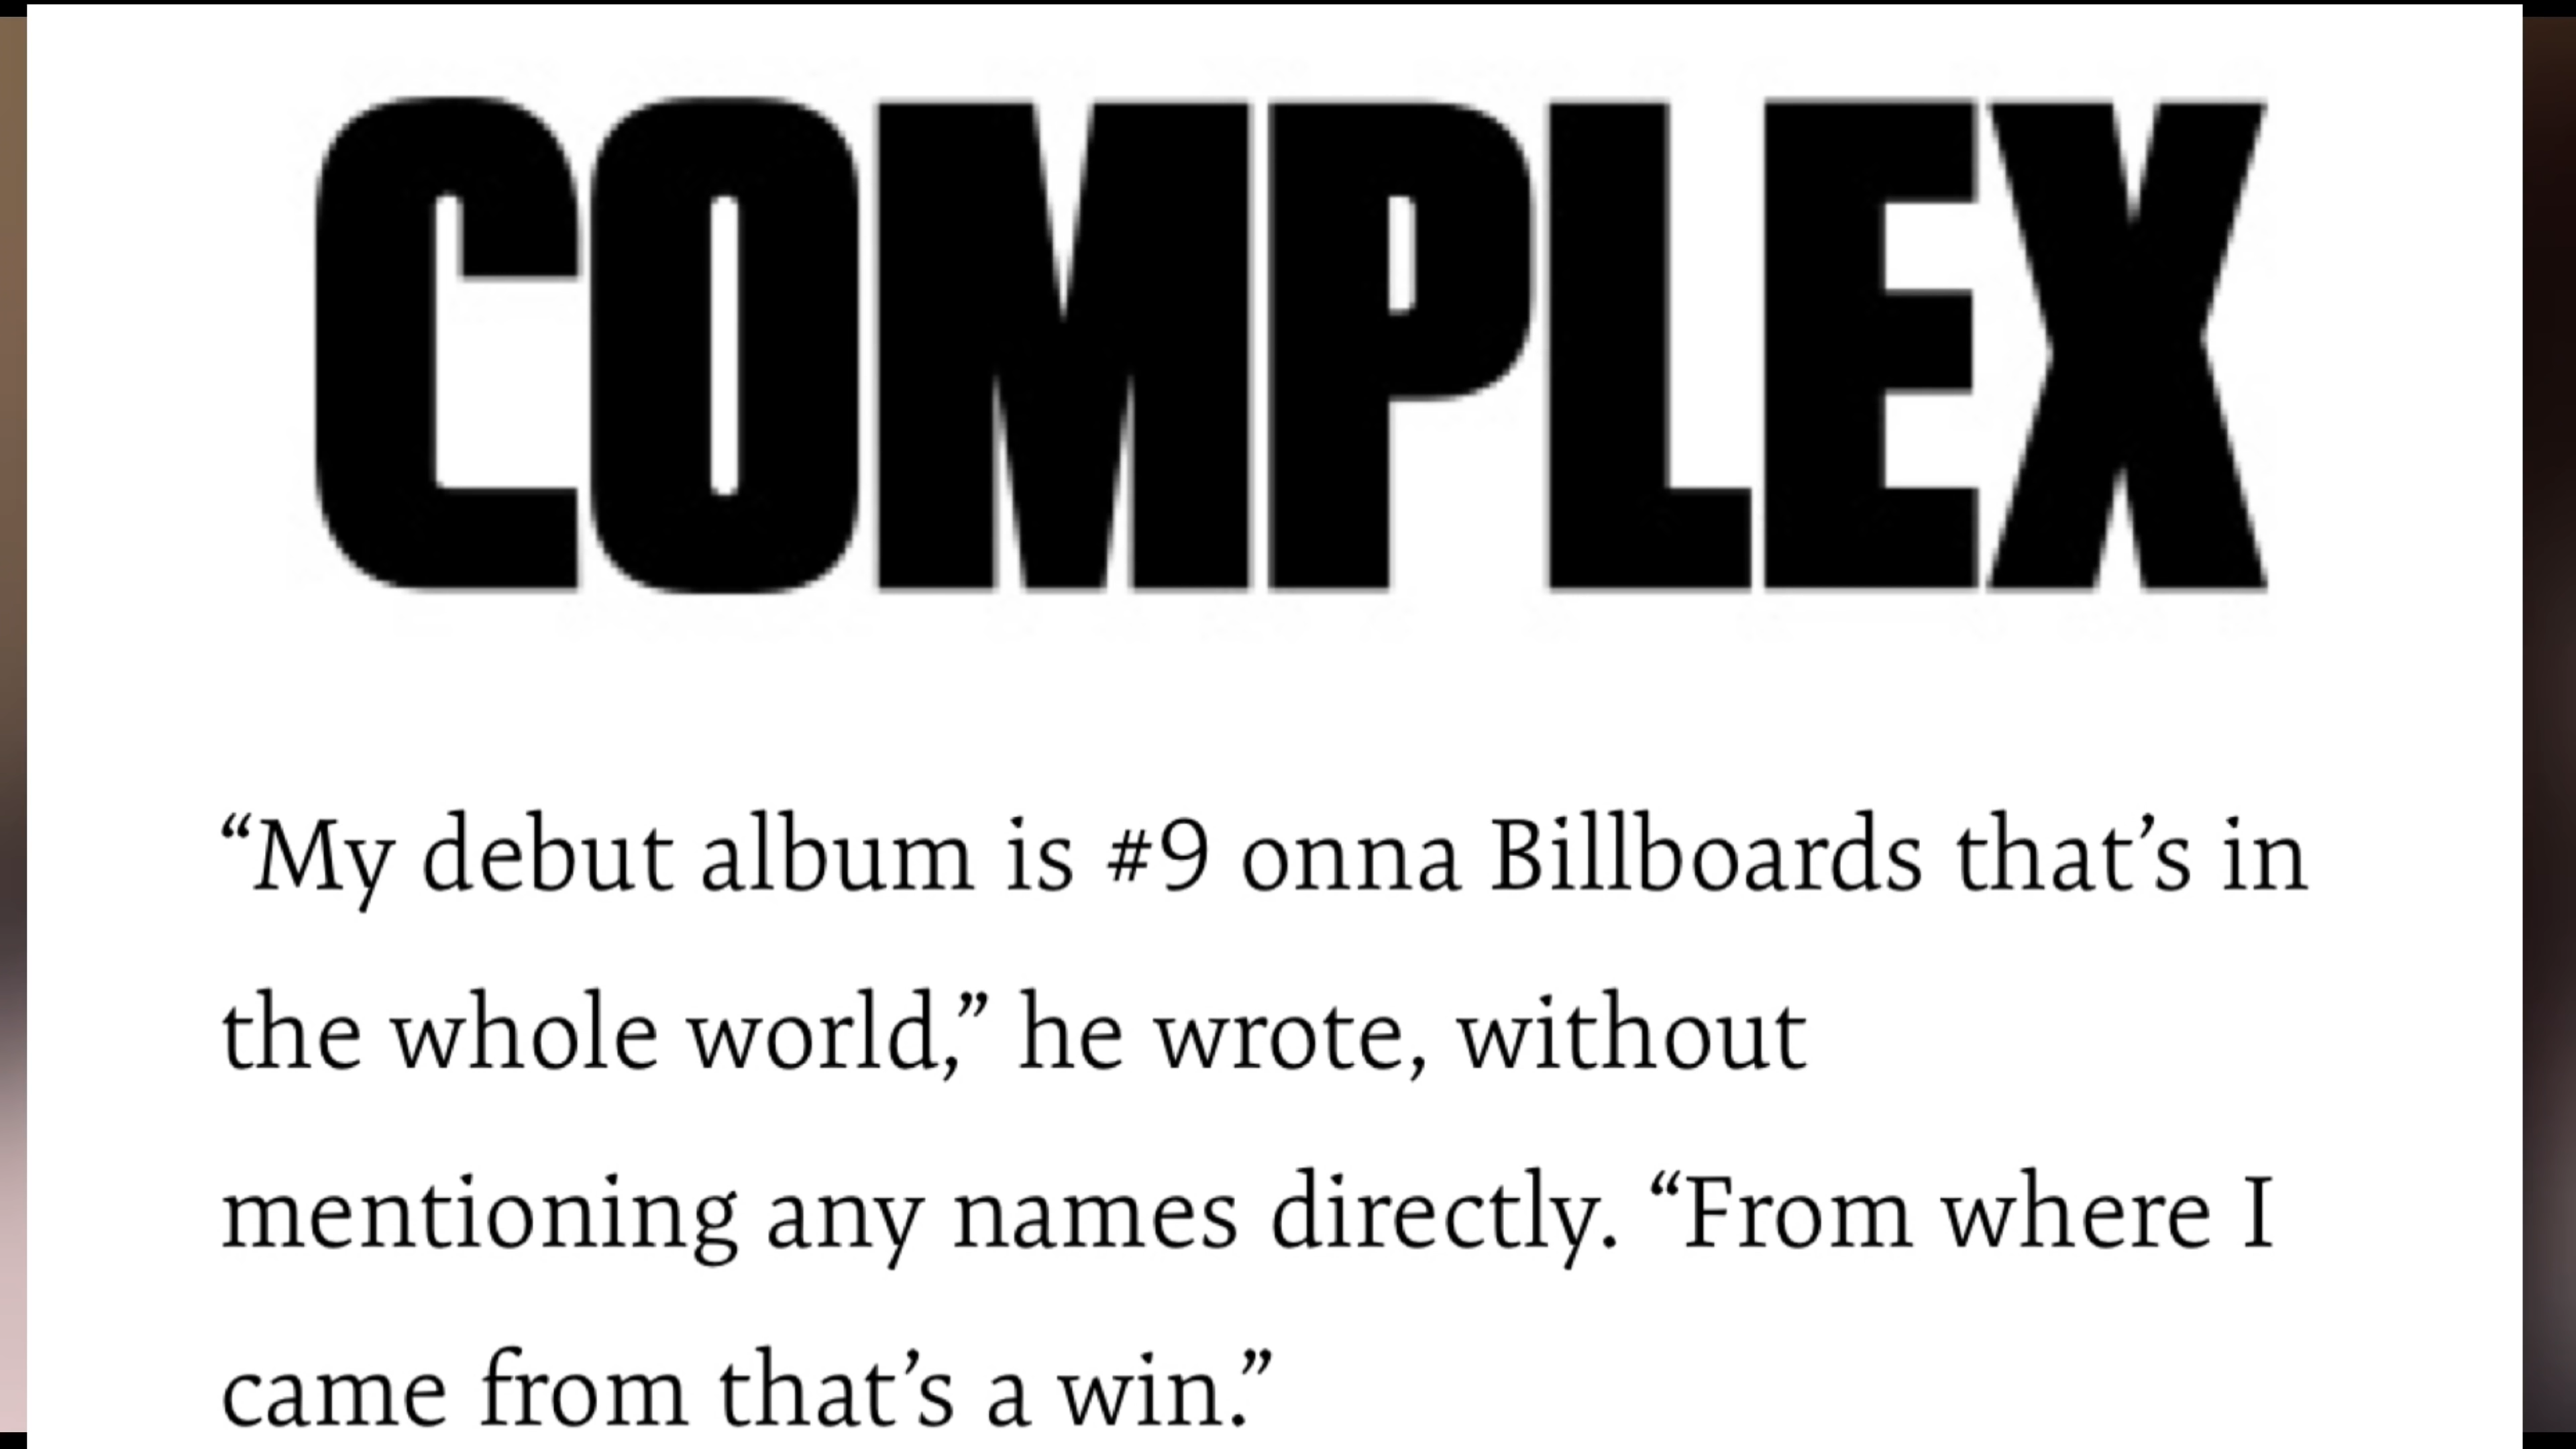 COMPLEX
“My debut album is #9 onna Billboards that’s in
the whole world,” he wrote, without
mentioning any names directly. “From where I
came from that’s a win.”